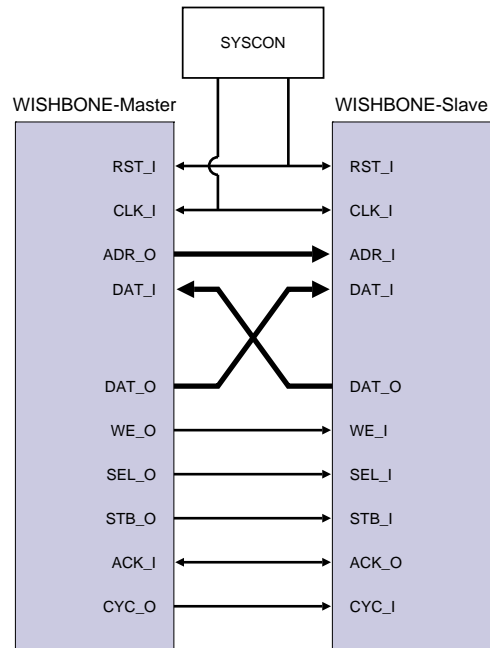 SYSCON
WISHBONE-Master WISHBONE-Slave
RST_I RST_I
CLK_I CLK_I
ADR_O ADR_I
DAT_I DAT_I
DAT_O DAT_O
WE_O WE_I
SEL_O SEL_I
STB_O STB_I
ACK_I ACK_O
CYC_O CYC_I